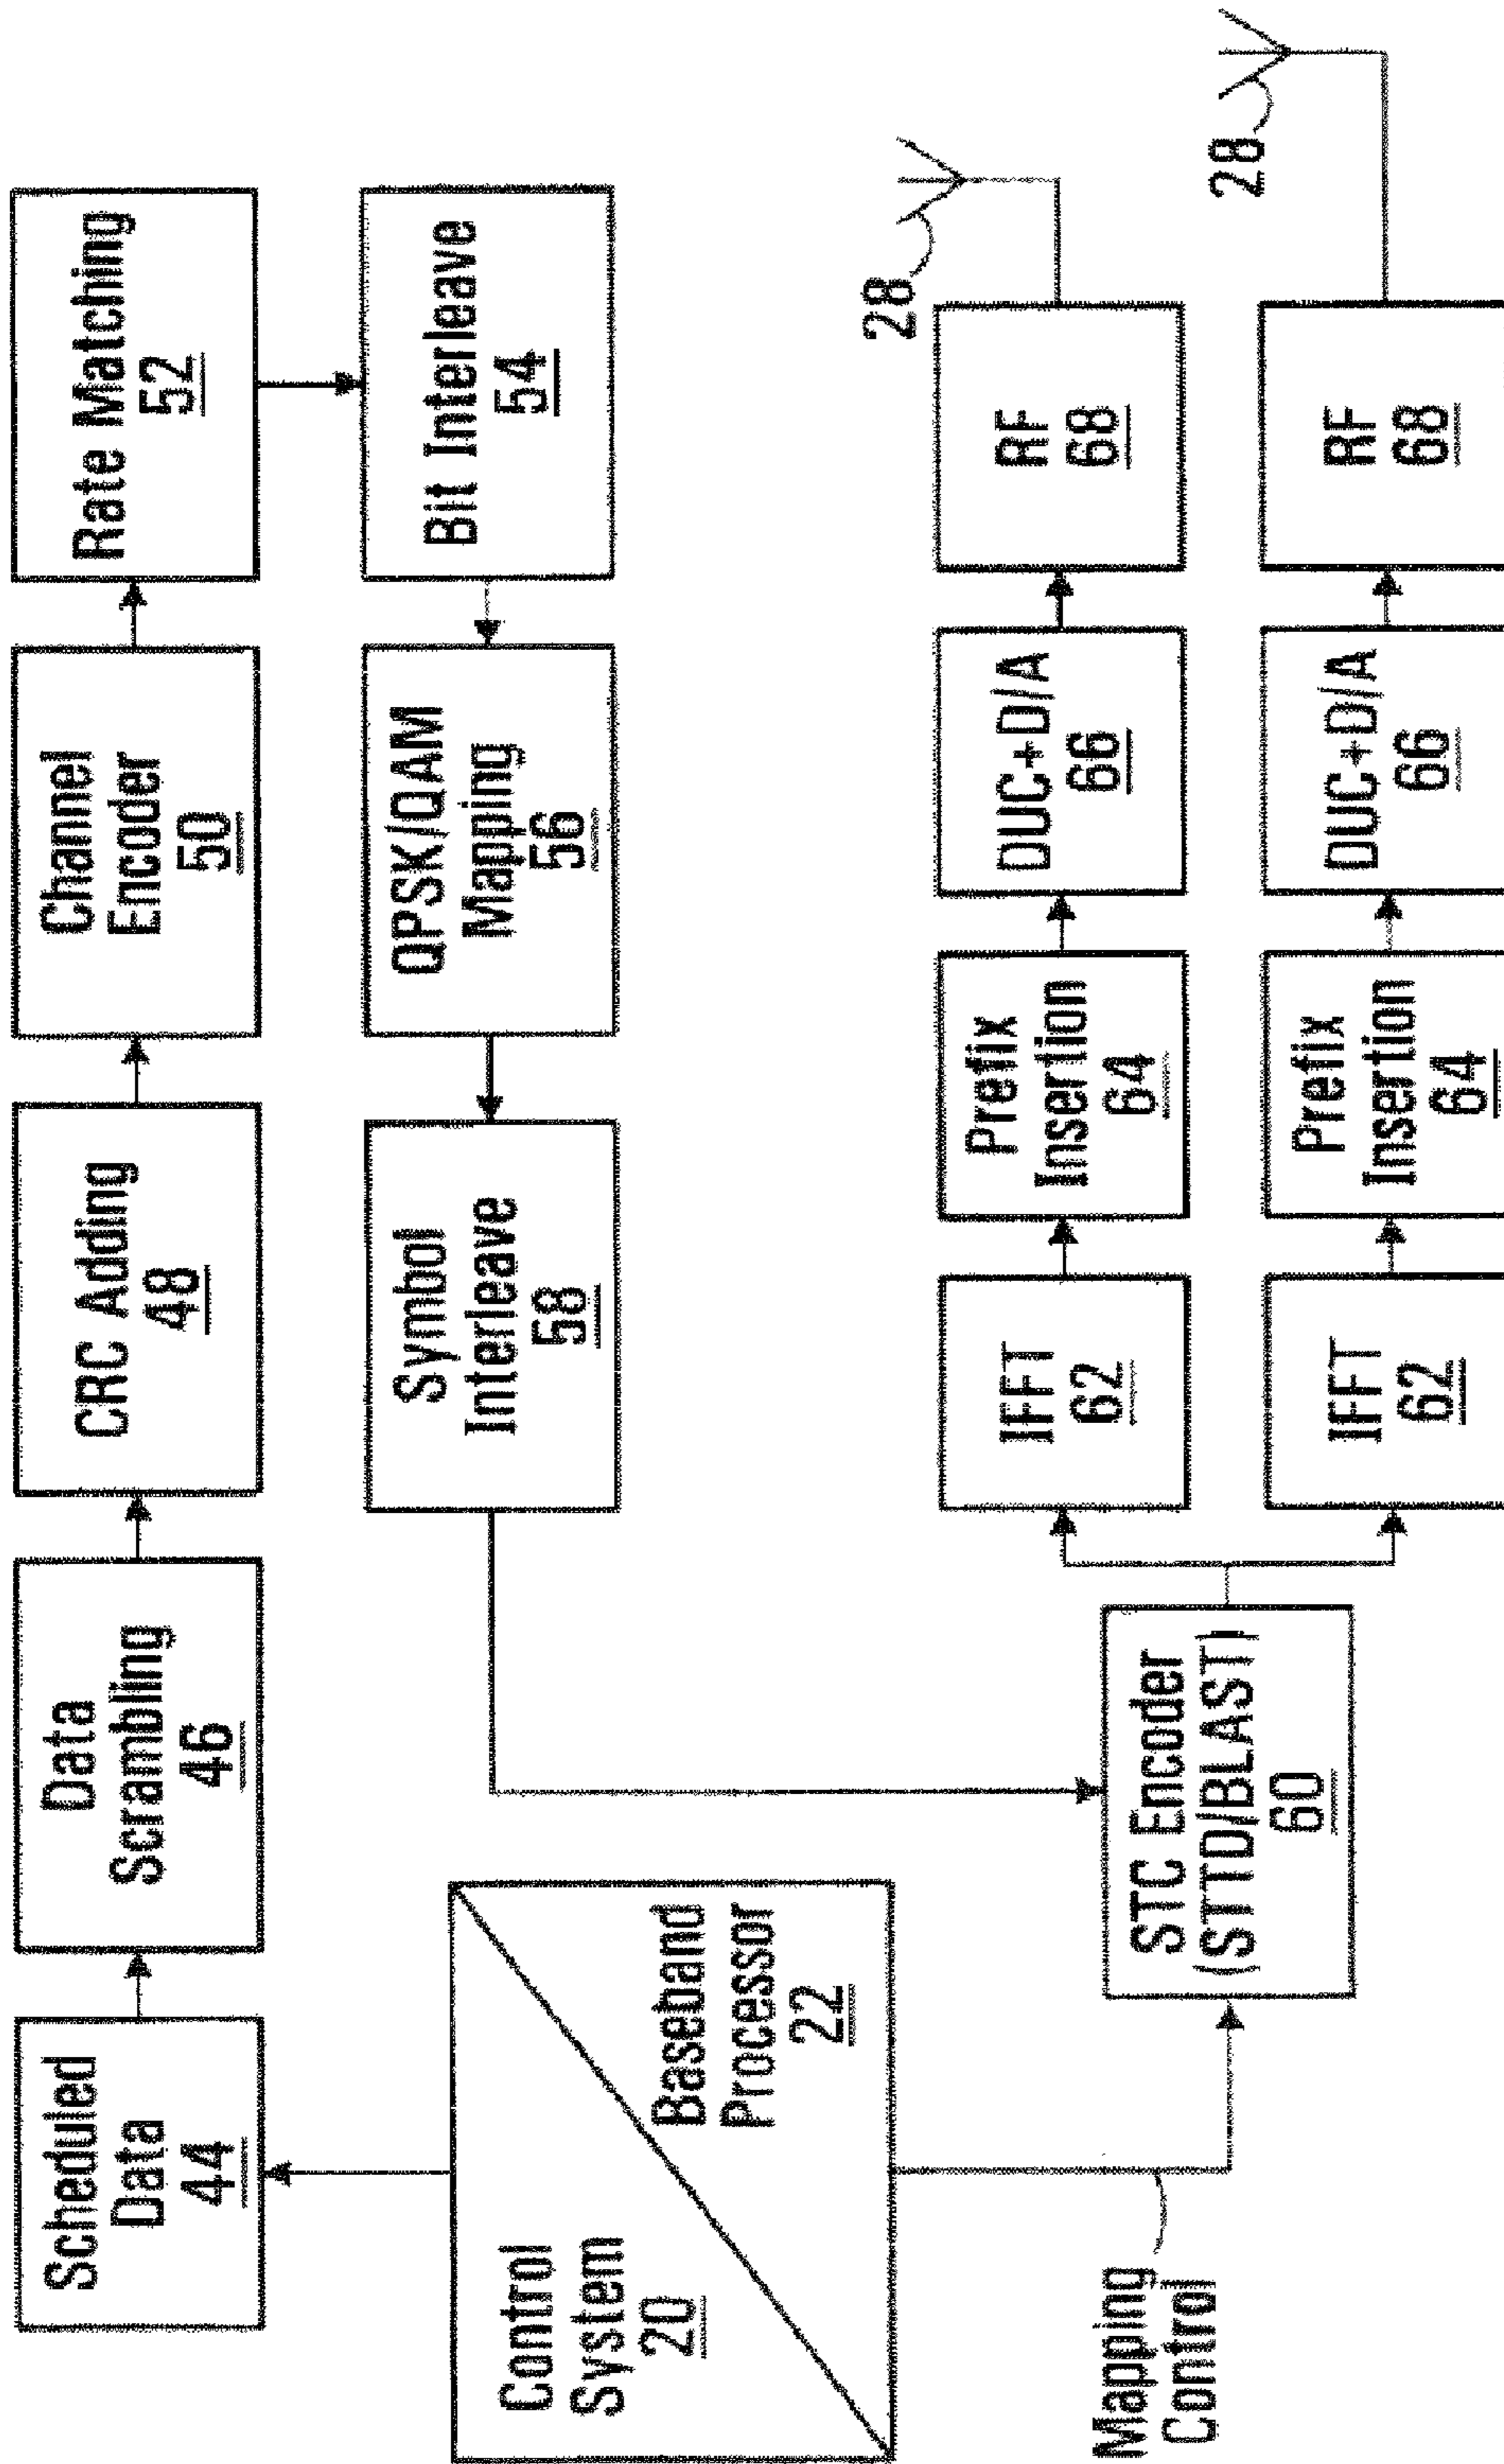 Scheduled
Data
44
Data
Scrambling
46
CRC Adding
48
Channel
Encoder
50
Rate Matching
52
Bit Interleave
54
QPSK/QAM
Mapping
56
Symbol
Interleave
58
Control
System
20
Baseband
Processor
22
Mapping
Control
STC Encoder
(STTD/BLAST)
60
IFFT
62
Prefix
Insertion
64
DUC+D/A
66
RF
68
28
IFFT
62
Prefix
Insertion
64
DUC+D/A
66
RF
68
28